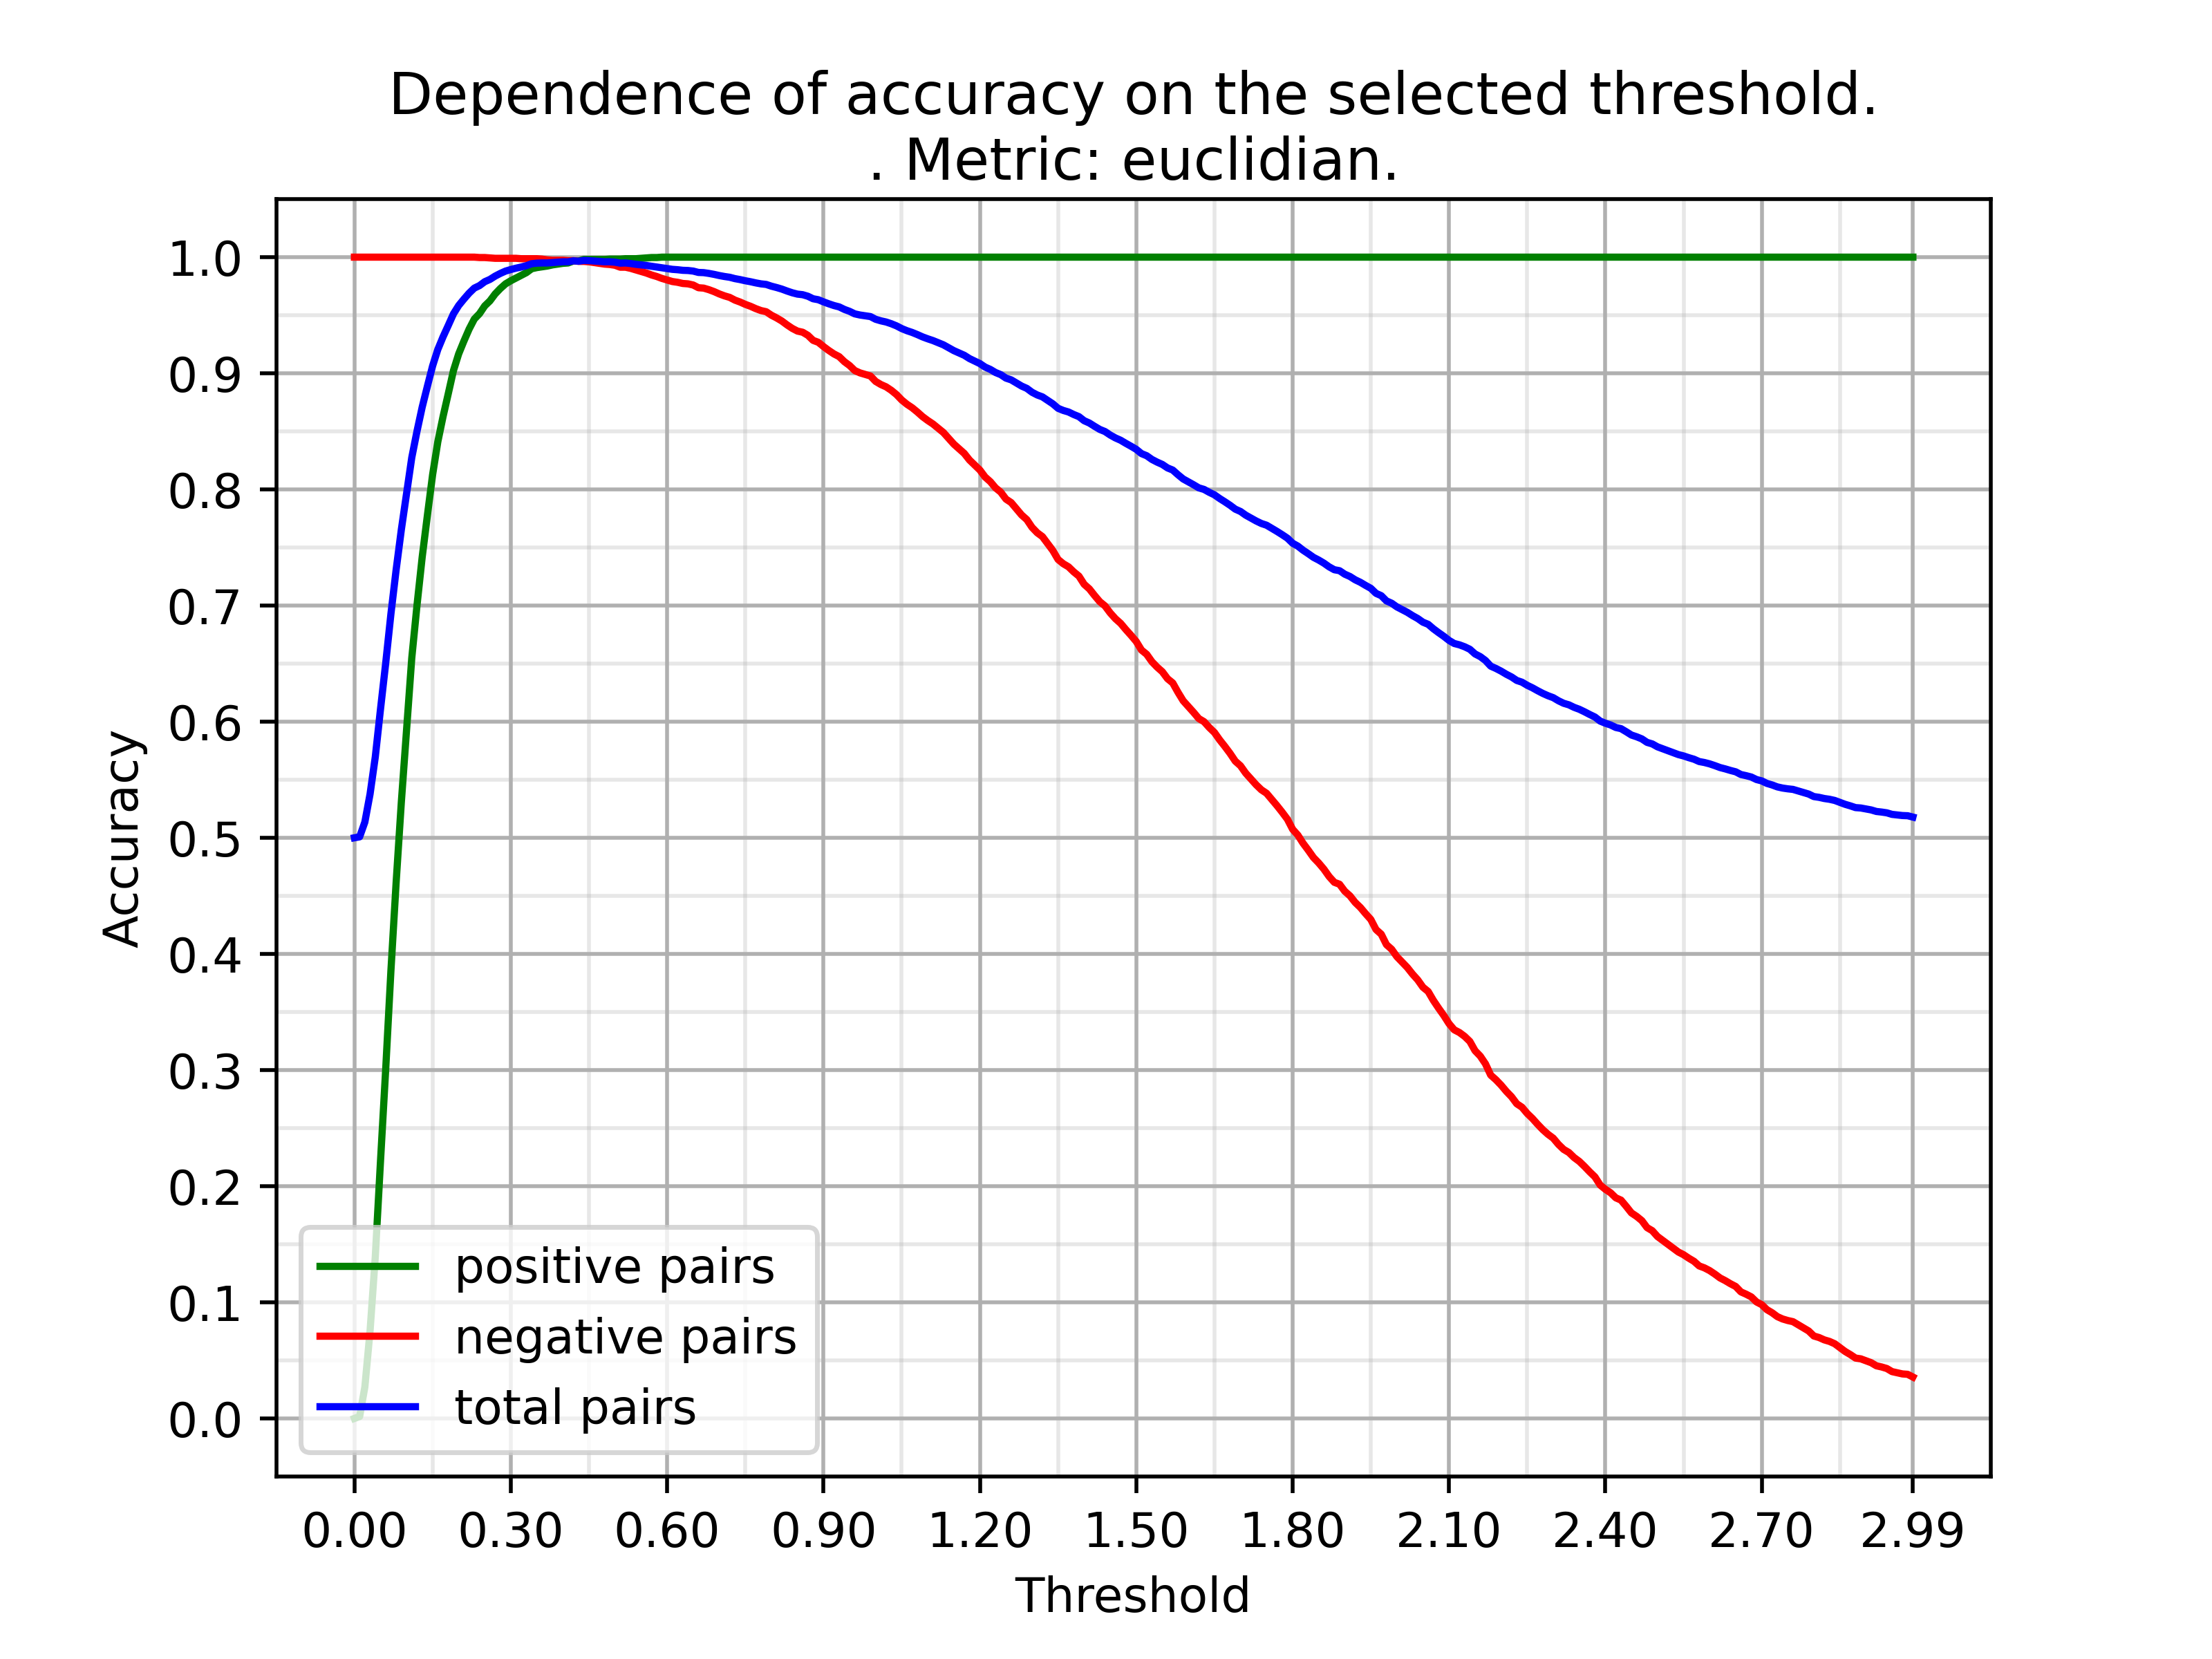 Dependence of accuracy on the selected threshold.
. Metric: euclidian.
1.0
0.9
0.8
0.7
0.6
0.5
0.4
0.3
0.2
0.1
0.0
Accuracy
positive pairs
negative pairs
total pairs
0.00 0.30 0.60 0.90 1.20 1.50 1.80 2.10 2.40 2.70 2.99
Threshold